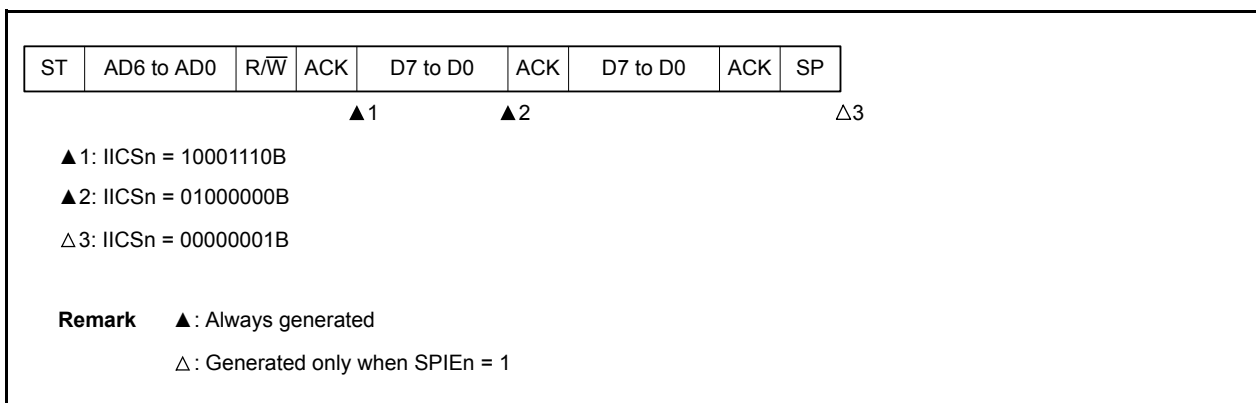 ST AD6 to AD0 R/W̅ ACK D7 to D0 ACK D7 to D0 ACK SP
▲1 ▲2 △3
▲1: IICSn = 10001110B
▲2: IICSn = 01000000B
△3: IICSn = 00000001B
Remark ▲: Always generated
△: Generated only when SPIEn = 1